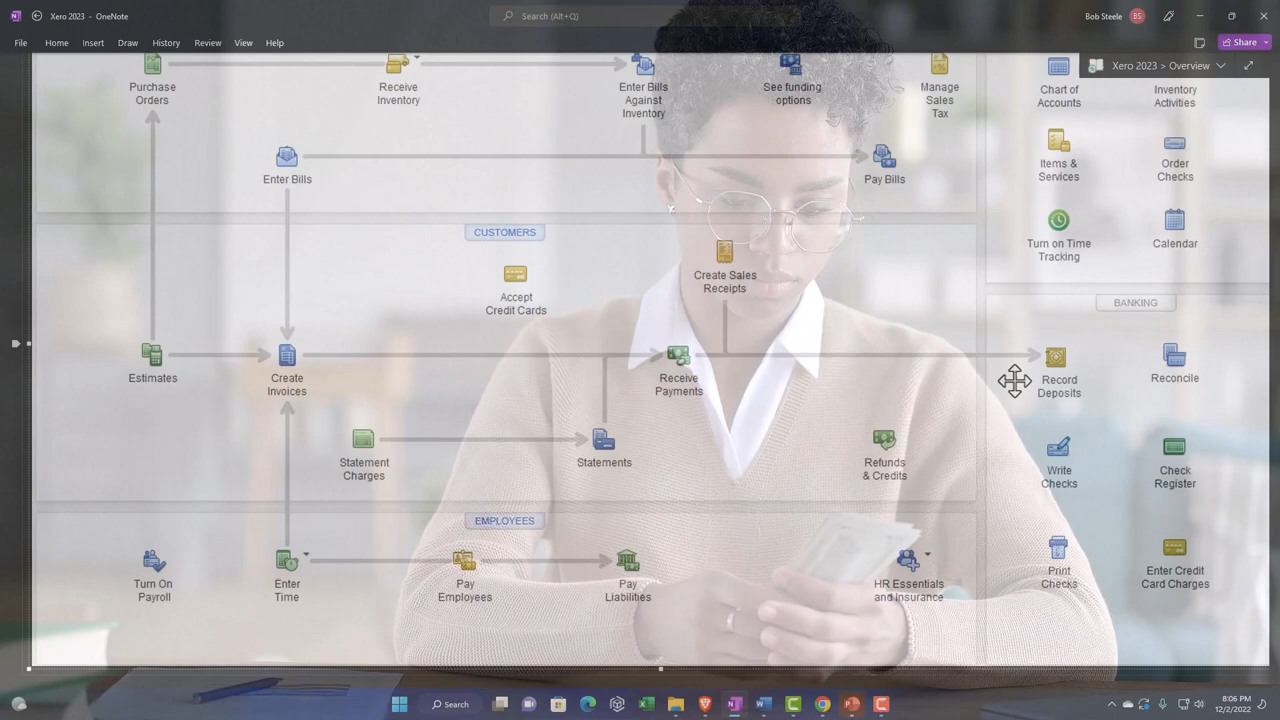 Xero 2023 - OneNote
Search (Alt+Q)
Bob Steele
BS
File
Home
Insert
Draw
History
Review
View
Help
Share
Xero 2023 > Overview
Purchase
Orders
Receive
Inventory
Enter Bills
Against
Inventory
See funding
options
Manage
Sales
Tax
Chart of
Accounts
Inventory
Activities
Enter Bills
Pay Bills
Items &
Services
Order
Checks
CUSTOMERS
Turn on Time
Tracking
Calendar
Accept
Credit Cards
Create Sales
Receipts
BANKING
Estimates
Create
Invoices
Receive
Payments
Record
Deposits
Reconcile
Statement
Charges
Statements
Refunds
& Credits
Write
Checks
Check
Register
EMPLOYEES
Turn On
Payroll
Enter
Time
Pay
Employees
Pay
Liabilities
HR Essentials
and Insurance
Print
Checks
Enter Credit
Card Charges
Search
8:06 PM
12/2/2022